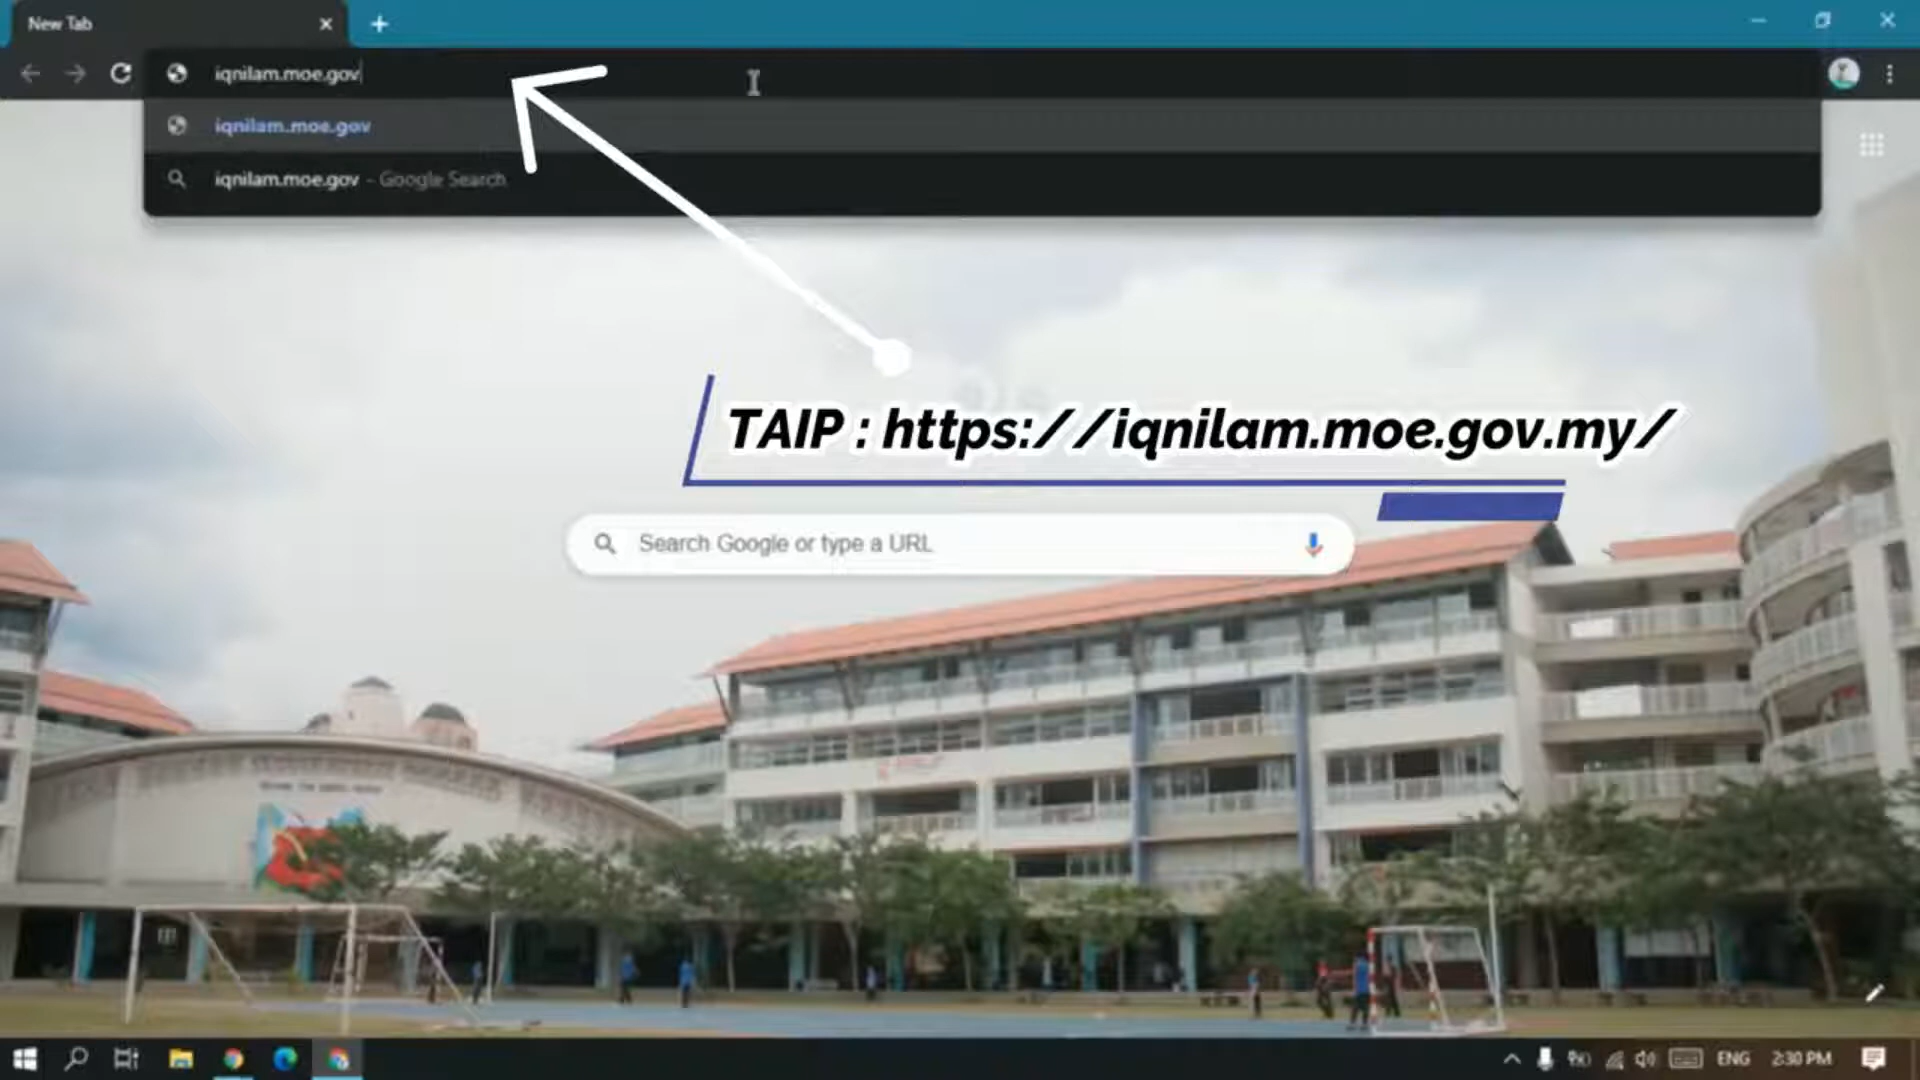 New Tab
iqnilam.moe.gov
iqnilam.moe.gov
iqnilam.moe.gov - Google Search
TAIP : https://iqnilam.moe.gov.my/
Search Google or type a URL
ENG 2:30 PM